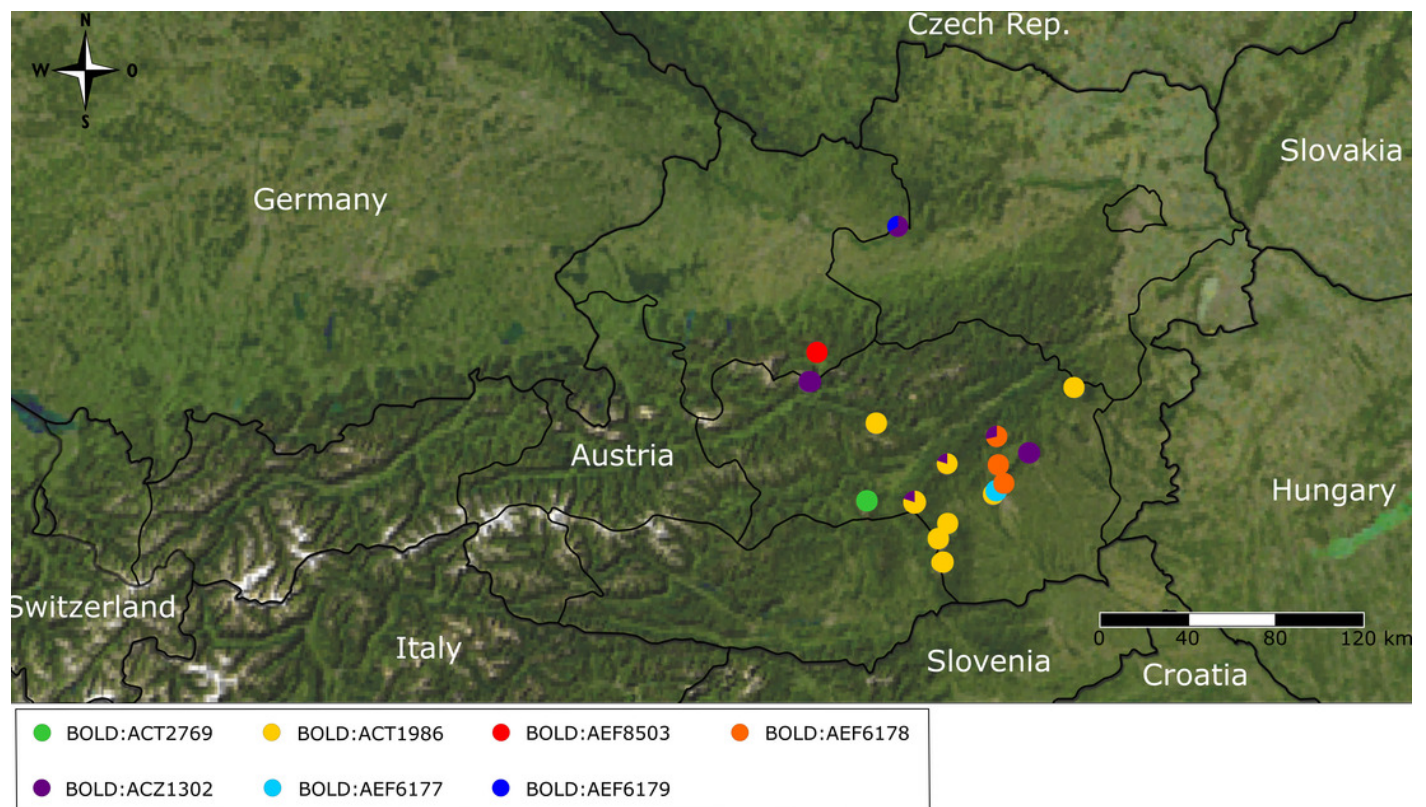 N
Czech Rep.
W
O
S
Slovakia
Germany
Austria
Hungary
Switzerland
Italy
Slovenia
Croatia
0 40 80 120 km
BOLD:ACT2769 BOLD:ACT1986 BOLD:AEF8503 BOLD:AEF6178
BOLD:ACZ1302 BOLD:AEF6177 BOLD:AEF6179